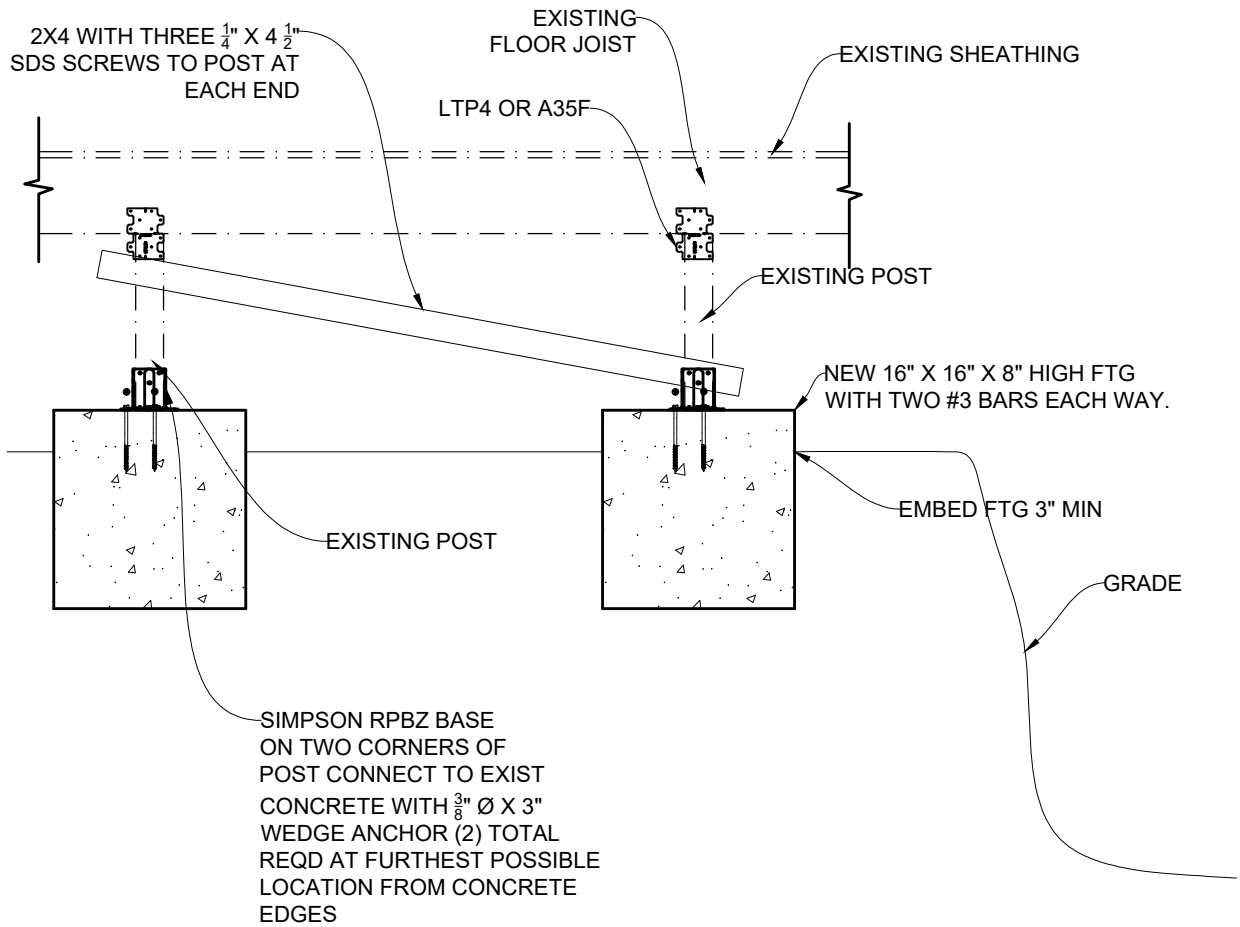 2X4 WITH THREE 1/4" X 4 1/2"
SDS SCREWS TO POST AT
EACH END
EXISTING
FLOOR JOIST
EXISTING SHEATHING
LTP4 OR A35F
EXISTING POST
NEW 16" X 16" X 8" HIGH FTG
WITH TWO #3 BARS EACH WAY.
EMBED FTG 3" MIN
EXISTING POST
GRADE
SIMPSON RPBZ BASE
ON TWO CORNERS OF
POST CONNECT TO EXIST
CONCRETE WITH 3/8" Ø X 3"
WEDGE ANCHOR (2) TOTAL
REQD AT FURTHEST POSSIBLE
LOCATION FROM CONCRETE
EDGES